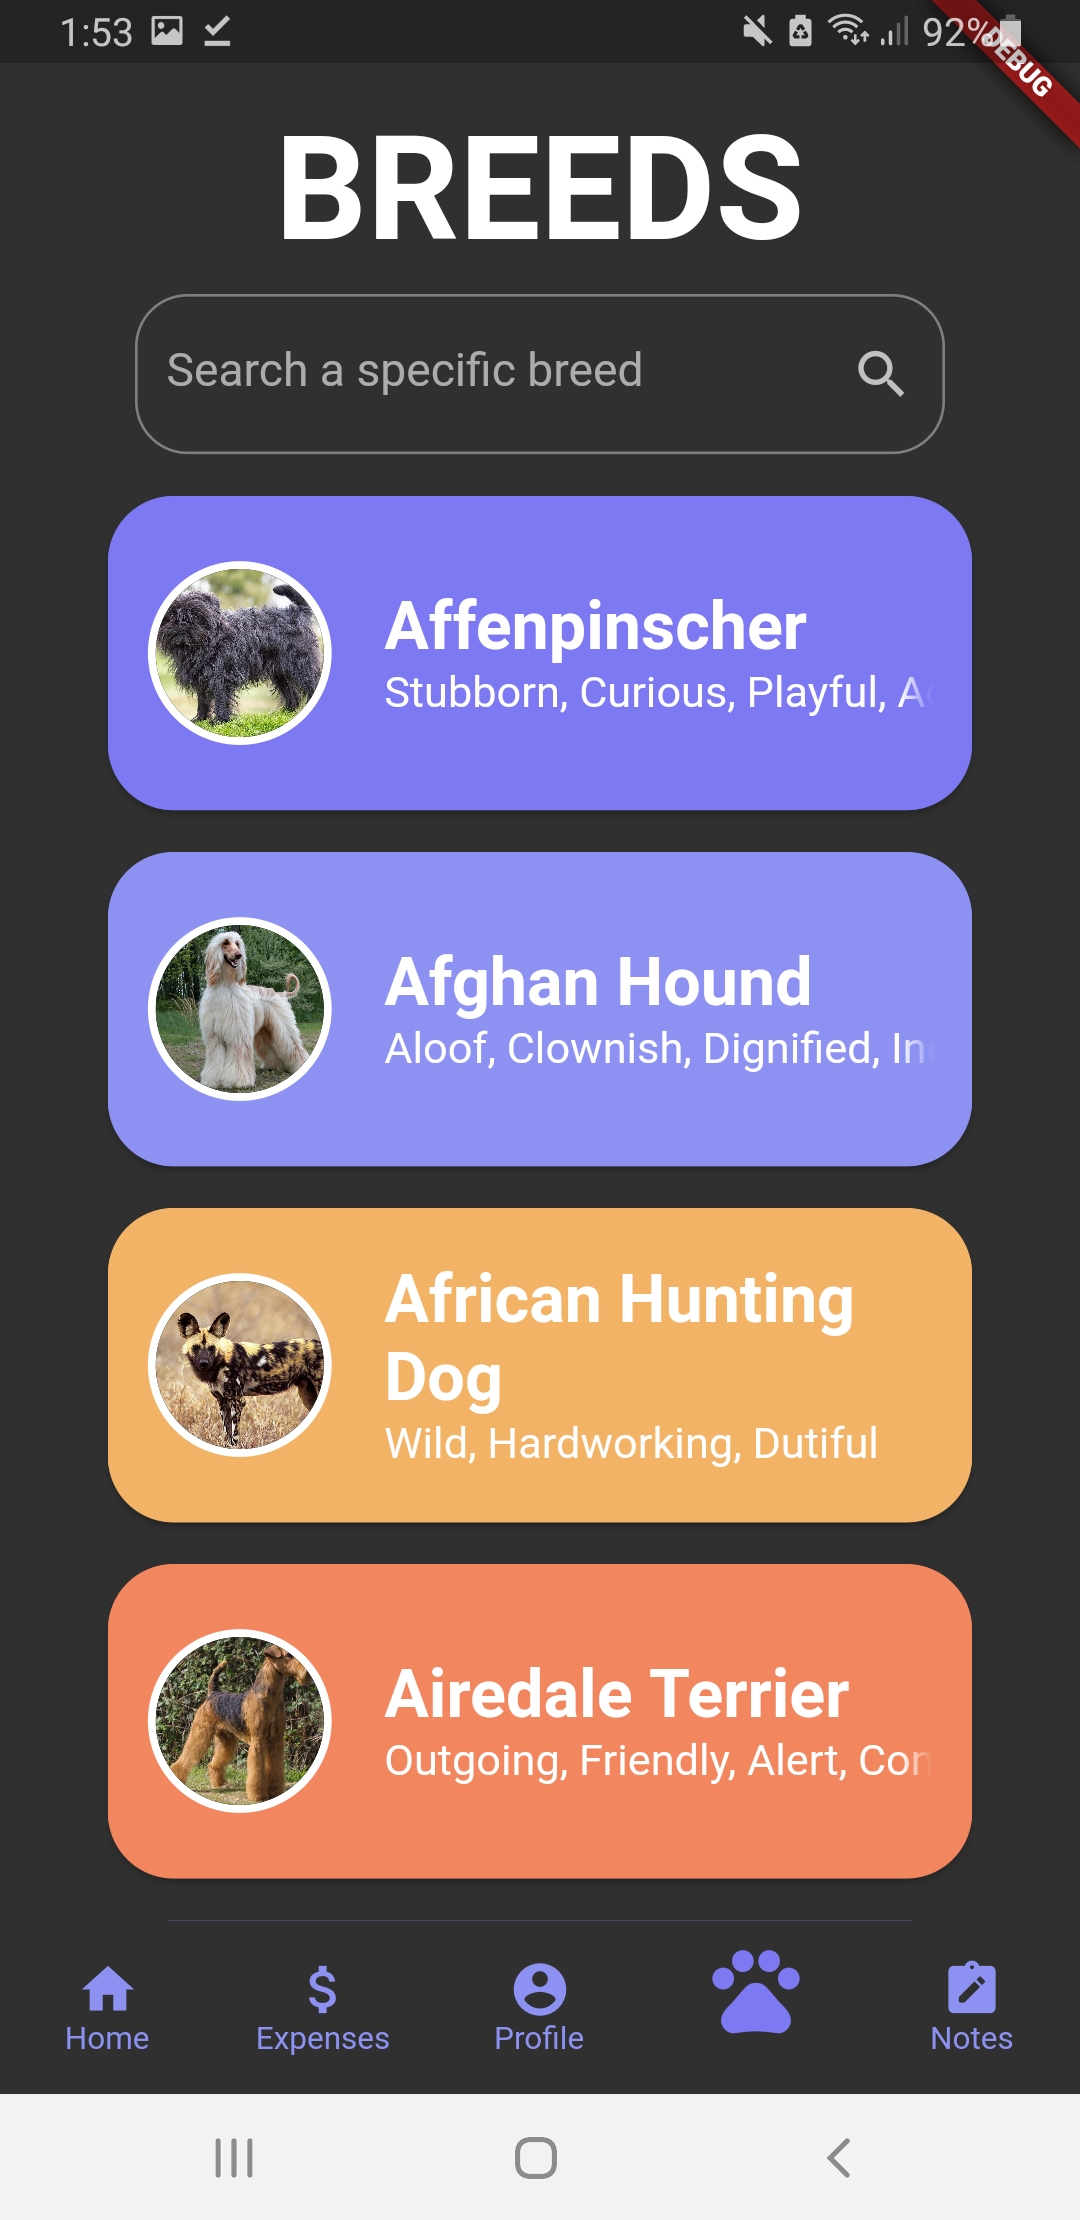 1:53 92%
DEBUG
BREEDS
Search a specific breed
Affenpinscher
Stubborn, Curious, Playful, Ac
Afghan Hound
Aloof, Clownish, Dignified, In
African Hunting
Dog
Wild, Hardworking, Dutiful
Airedale Terrier
Outgoing, Friendly, Alert, Con
Home Expenses Profile Notes